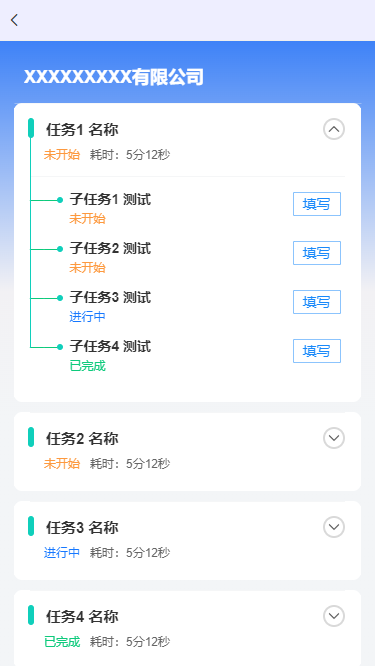 XXXXXXXXX有限公司
任务1 名称
未开始 耗时：5分12秒
子任务1 测试
填写
未开始
子任务2 测试
填写
未开始
子任务3 测试
填写
进行中
子任务4 测试
填写
已完成
任务2 名称
未开始 耗时：5分12秒
任务3 名称
进行中 耗时：5分12秒
任务4 名称
已完成 耗时：5分12秒